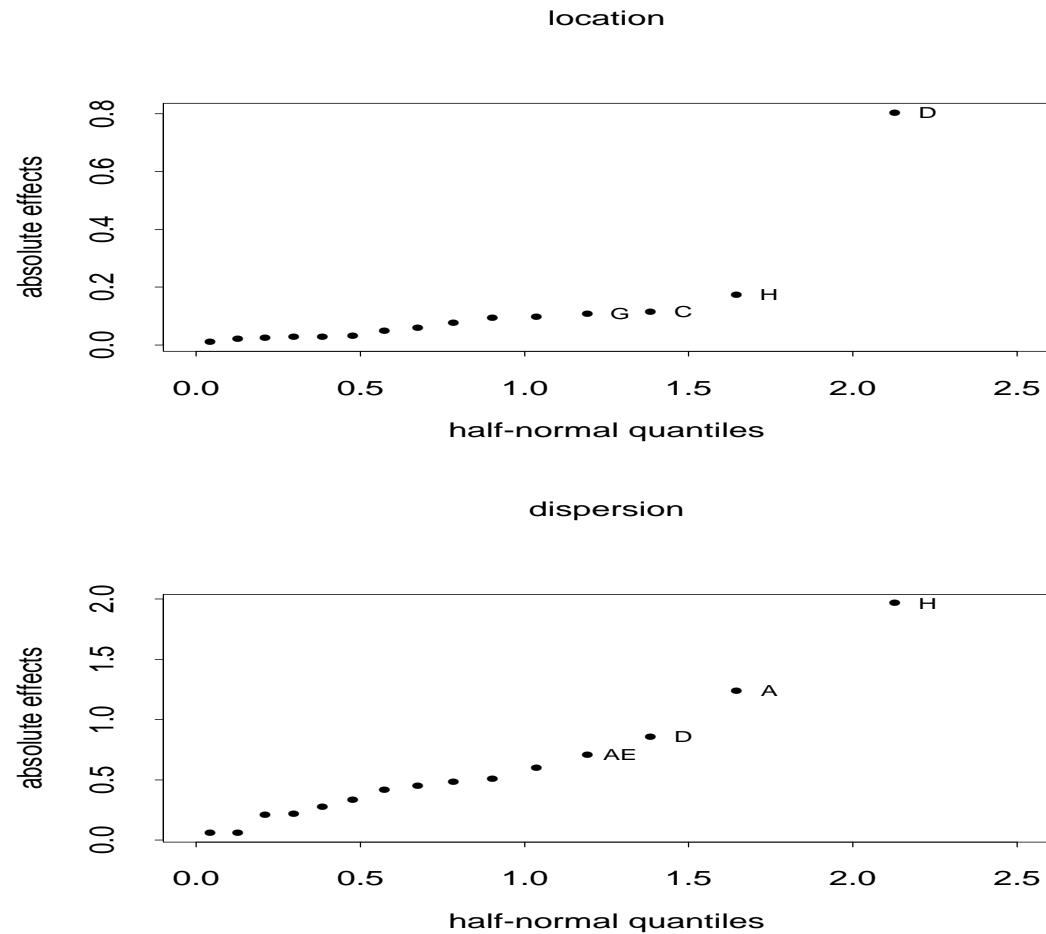 location
absolute effects
0.8
0.6
0.4
0.2
0.0
D
H
C
G
0.0 0.5 1.0 1.5 2.0 2.5
half-normal quantiles
dispersion
absolute effects
2.0
1.5
1.0
0.5
0.0
H
A
D
AE
0.0 0.5 1.0 1.5 2.0 2.5
half-normal quantiles